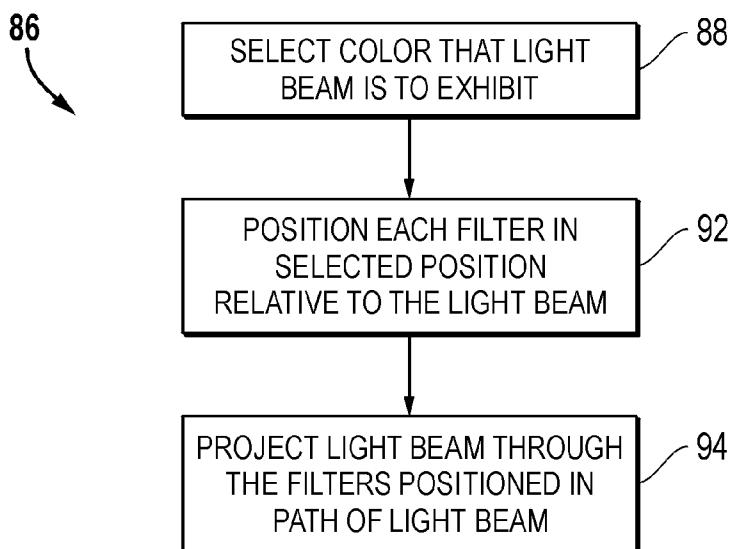 86
SELECT COLOR THAT LIGHT
BEAM IS TO EXHIBIT
88
POSITION EACH FILTER IN
SELECTED POSITION
RELATIVE TO THE LIGHT BEAM
92
PROJECT LIGHT BEAM THROUGH
THE FILTERS POSITIONED IN
PATH OF LIGHT BEAM
94